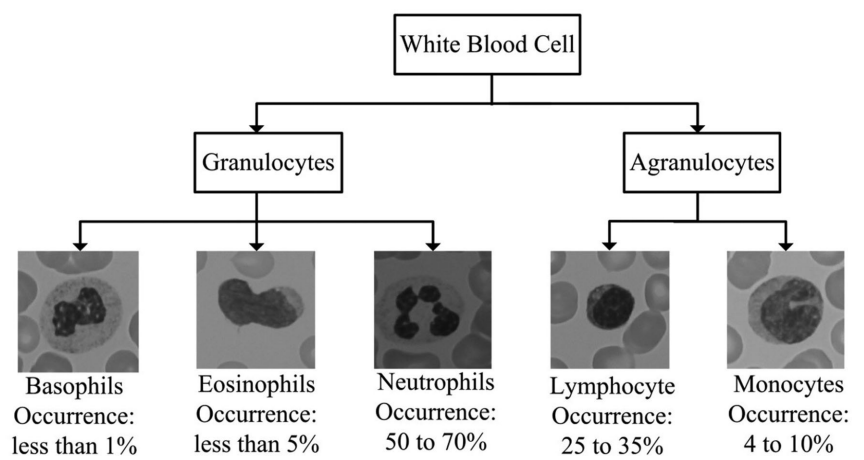 White Blood Cell
Granulocytes
Agranulocytes
Basophils
Occurrence:
less than 1%
Eosinophils
Occurrence:
less than 5%
Neutrophils
Occurrence:
50 to 70%
Lymphocyte
Occurrence:
25 to 35%
Monocytes
Occurrence:
4 to 10%